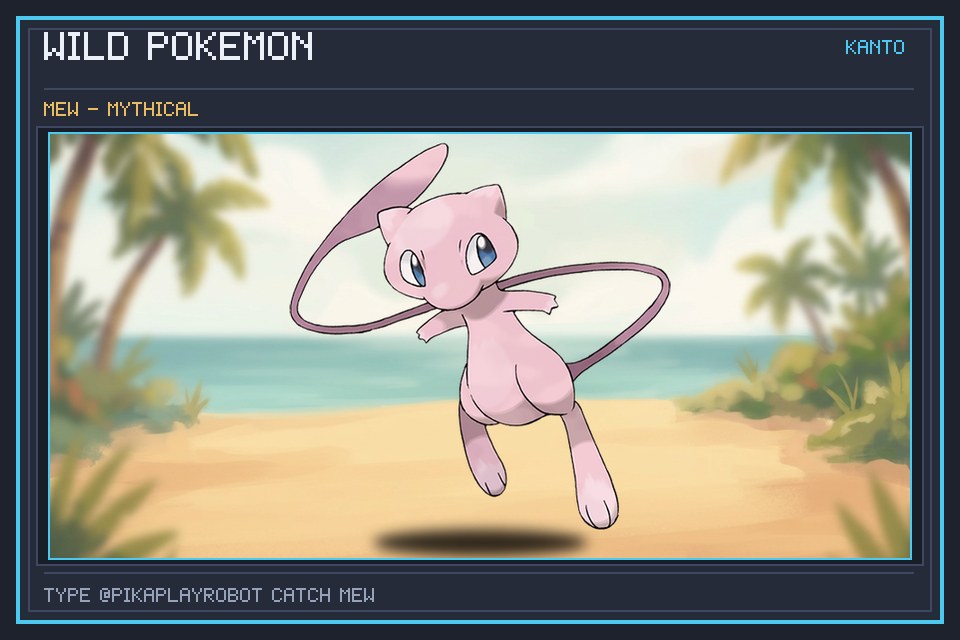 WILD POKEMON
KANTO
MEW - MYTHICAL
TYPE @PIKAPLAYROBOT CATCH MEW